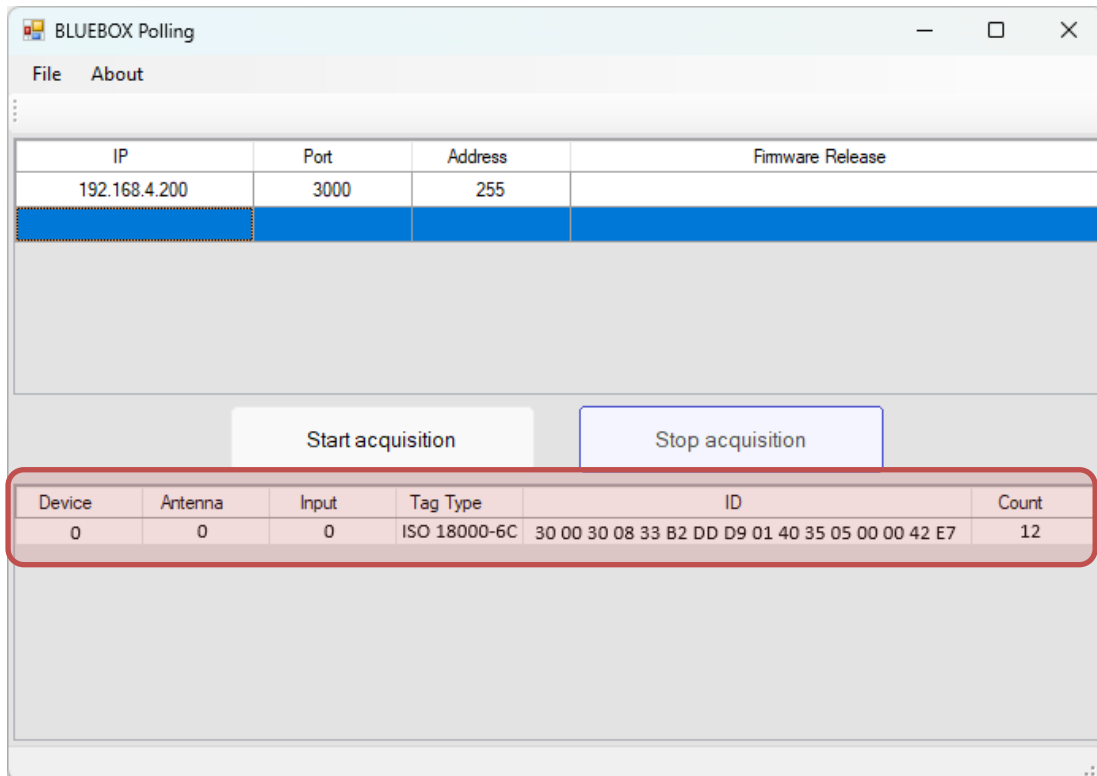 BLUEBOX Polling
File About
IP Port Address Firmware Release
192.168.4.200 3000 255
Start acquisition Stop acquisition
Device Antenna Input Tag Type ID Count
0 0 0 ISO 18000-6C 30 00 30 08 33 B2 DD D9 01 40 35 05 00 00 42 E7 12